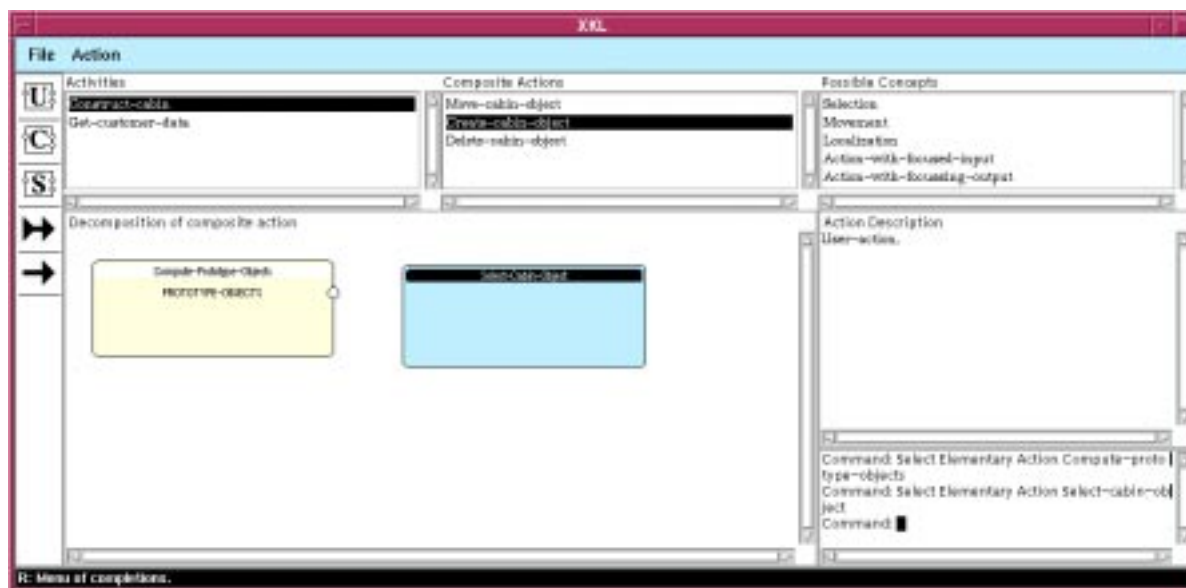 XKL
File Action
U
C
S
Activities
Construct-cabin
Get-customer-data
Composite Actions
Move-cabin-object
Create-cabin-object
Delete-cabin-object
Possible Concepts
Selection
Movement
Localization
Action-with-focused-input
Action-with-focussing-output
Decomposition of composite action
Compute-Prototype-Objects
PROTOTYPE-OBJECTS
Select-Cabin-Object
Action Description
User-action.
Command: Select Elementary Action Compute-proto
type-objects
Command: Select Elementary Action Select-cabin-ob
ject
Command:
R: Menu of completions.